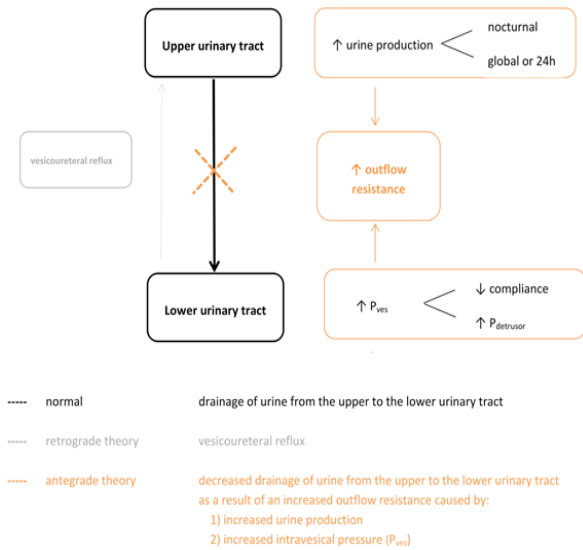 Upper urinary tract
↑ urine production
nocturnal
global or 24h
vesicoureteral reflux
↑ outflow
resistance
Lower urinary tract
↑ Pves
↓ compliance
↑ Pdetrusor
----- normal drainage of urine from the upper to the lower urinary tract
----- retrograde theory vesicoureteral reflux
----- antegrade theory decreased drainage of urine from the upper to the lower urinary tract
as a result of an increased outflow resistance caused by:
1) increased urine production
2) increased intravesical pressure (Pves)